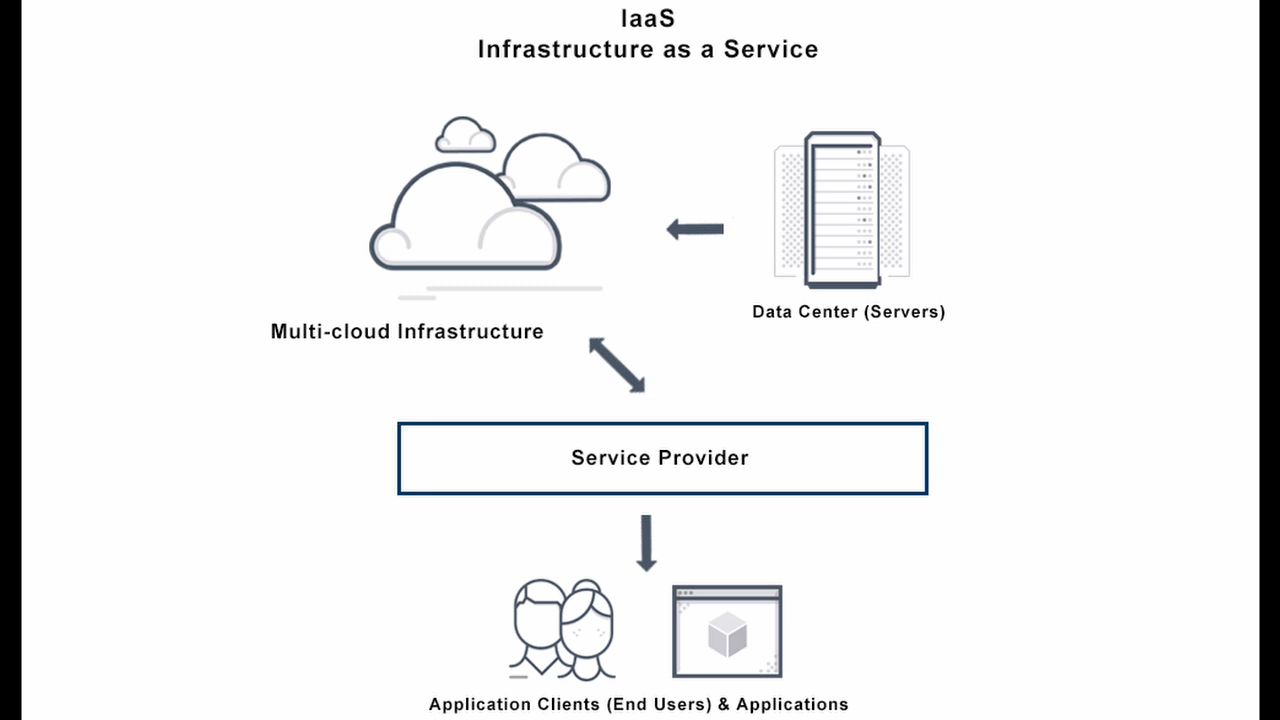 IaaS
Infrastructure as a Service
Data Center (Servers)
Multi-cloud Infrastructure
Service Provider
Application Clients (End Users) & Applications